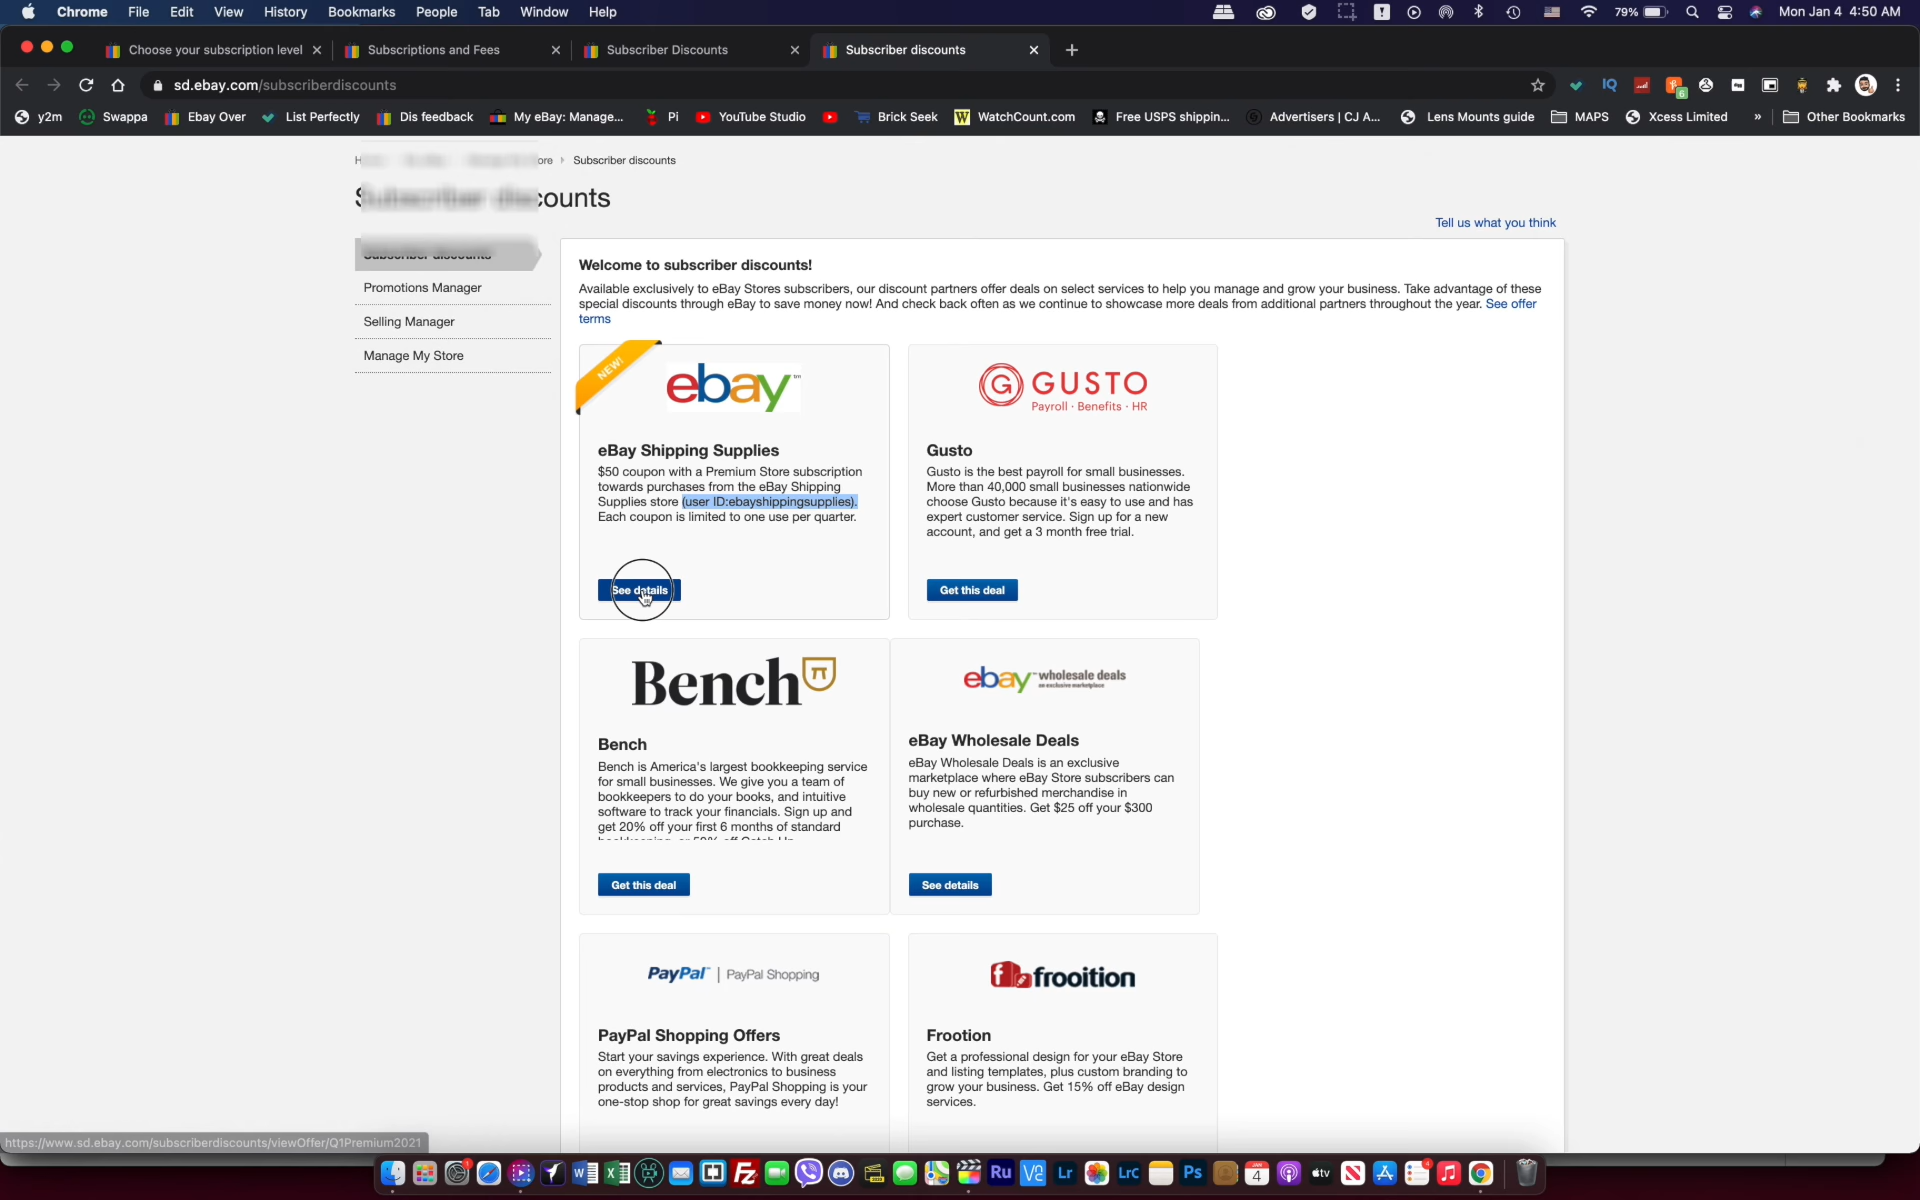 Chrome File Edit View History Bookmarks People Tab Window Help 79% Mon Jan 4 4:50 AM
Choose your subscription level Subscriptions and Fees Subscriber Discounts Subscriber discounts
sd.ebay.com/subscriberdiscounts
y2m Swappa Ebay Over List Perfectly Dis feedback My eBay: Manage... Pi YouTube Studio Brick Seek WatchCount.com Free USPS shippin... Advertisers | CJ A... Lens Mounts guide MAPS Xcess Limited » Other Bookmarks
Subscriber discounts
Subscriber discounts
Tell us what you think
Subscriber discounts
Promotions Manager
Selling Manager
Manage My Store
Welcome to subscriber discounts!
Available exclusively to eBay Stores subscribers, our discount partners offer deals on select services to help you manage and grow your business. Take advantage of these
special discounts through eBay to save money now! And check back often as we continue to showcase more deals from additional partners throughout the year. See offer
terms
NEW!
ebay™
eBay Shipping Supplies
$50 coupon with a Premium Store subscription
towards purchases from the eBay Shipping
Supplies store (user ID:ebayshippingsupplies).
Each coupon is limited to one use per quarter.
See details
G GUSTO
Payroll · Benefits · HR
Gusto
Gusto is the best payroll for small businesses.
More than 40,000 small businesses nationwide
choose Gusto because it's easy to use and has
expert customer service. Sign up for a new
account, and get a 3 month free trial.
Get this deal
Bench
Bench
Bench is America's largest bookkeeping service
for small businesses. We give you a team of
bookkeepers to do your books, and intuitive
software to track your financials. Sign up and
get 20% off your first 6 months of standard
Get this deal
ebay™ wholesale deals
an exclusive marketplace
eBay Wholesale Deals
eBay Wholesale Deals is an exclusive
marketplace where eBay Store subscribers can
buy new or refurbished merchandise in
wholesale quantities. Get $25 off your $300
purchase.
See details
PayPal™ | PayPal Shopping
PayPal Shopping Offers
Start your savings experience. With great deals
on everything from electronics to business
products and services, PayPal Shopping is your
one-stop shop for great savings every day!
frooition
Frootion
Get a professional design for your eBay Store
and listing templates, plus custom branding to
grow your business. Get 15% off eBay design
services.
https://www.sd.ebay.com/subscriberdiscounts/viewOffer/Q1Premium2021
Ru Lr LrC Ps JAN 4 tv